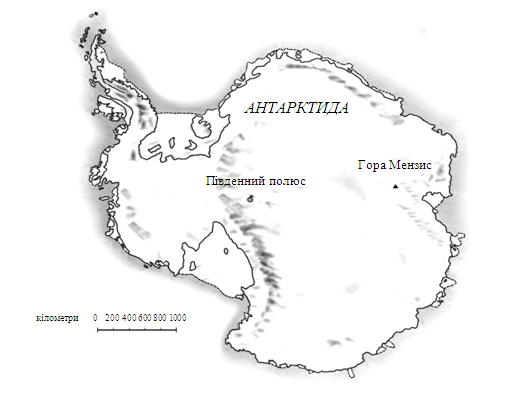 АНТАРКТИДА
Гора Мензис
Південний полюс
кілометри 0 200 400 600 800 1000